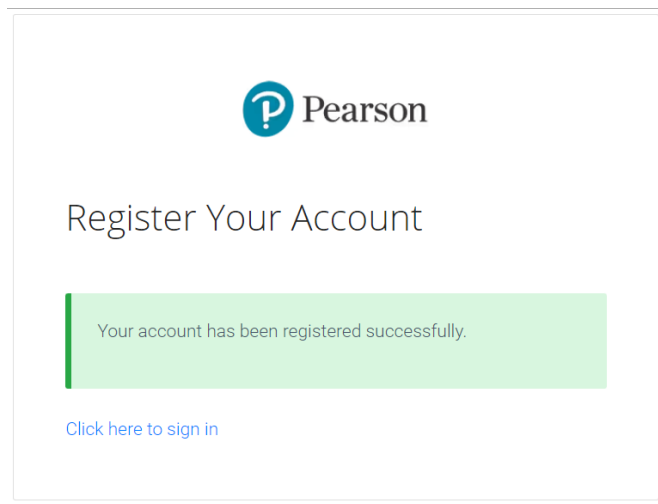 Pearson
Register Your Account
Your account has been registered successfully.
Click here to sign in